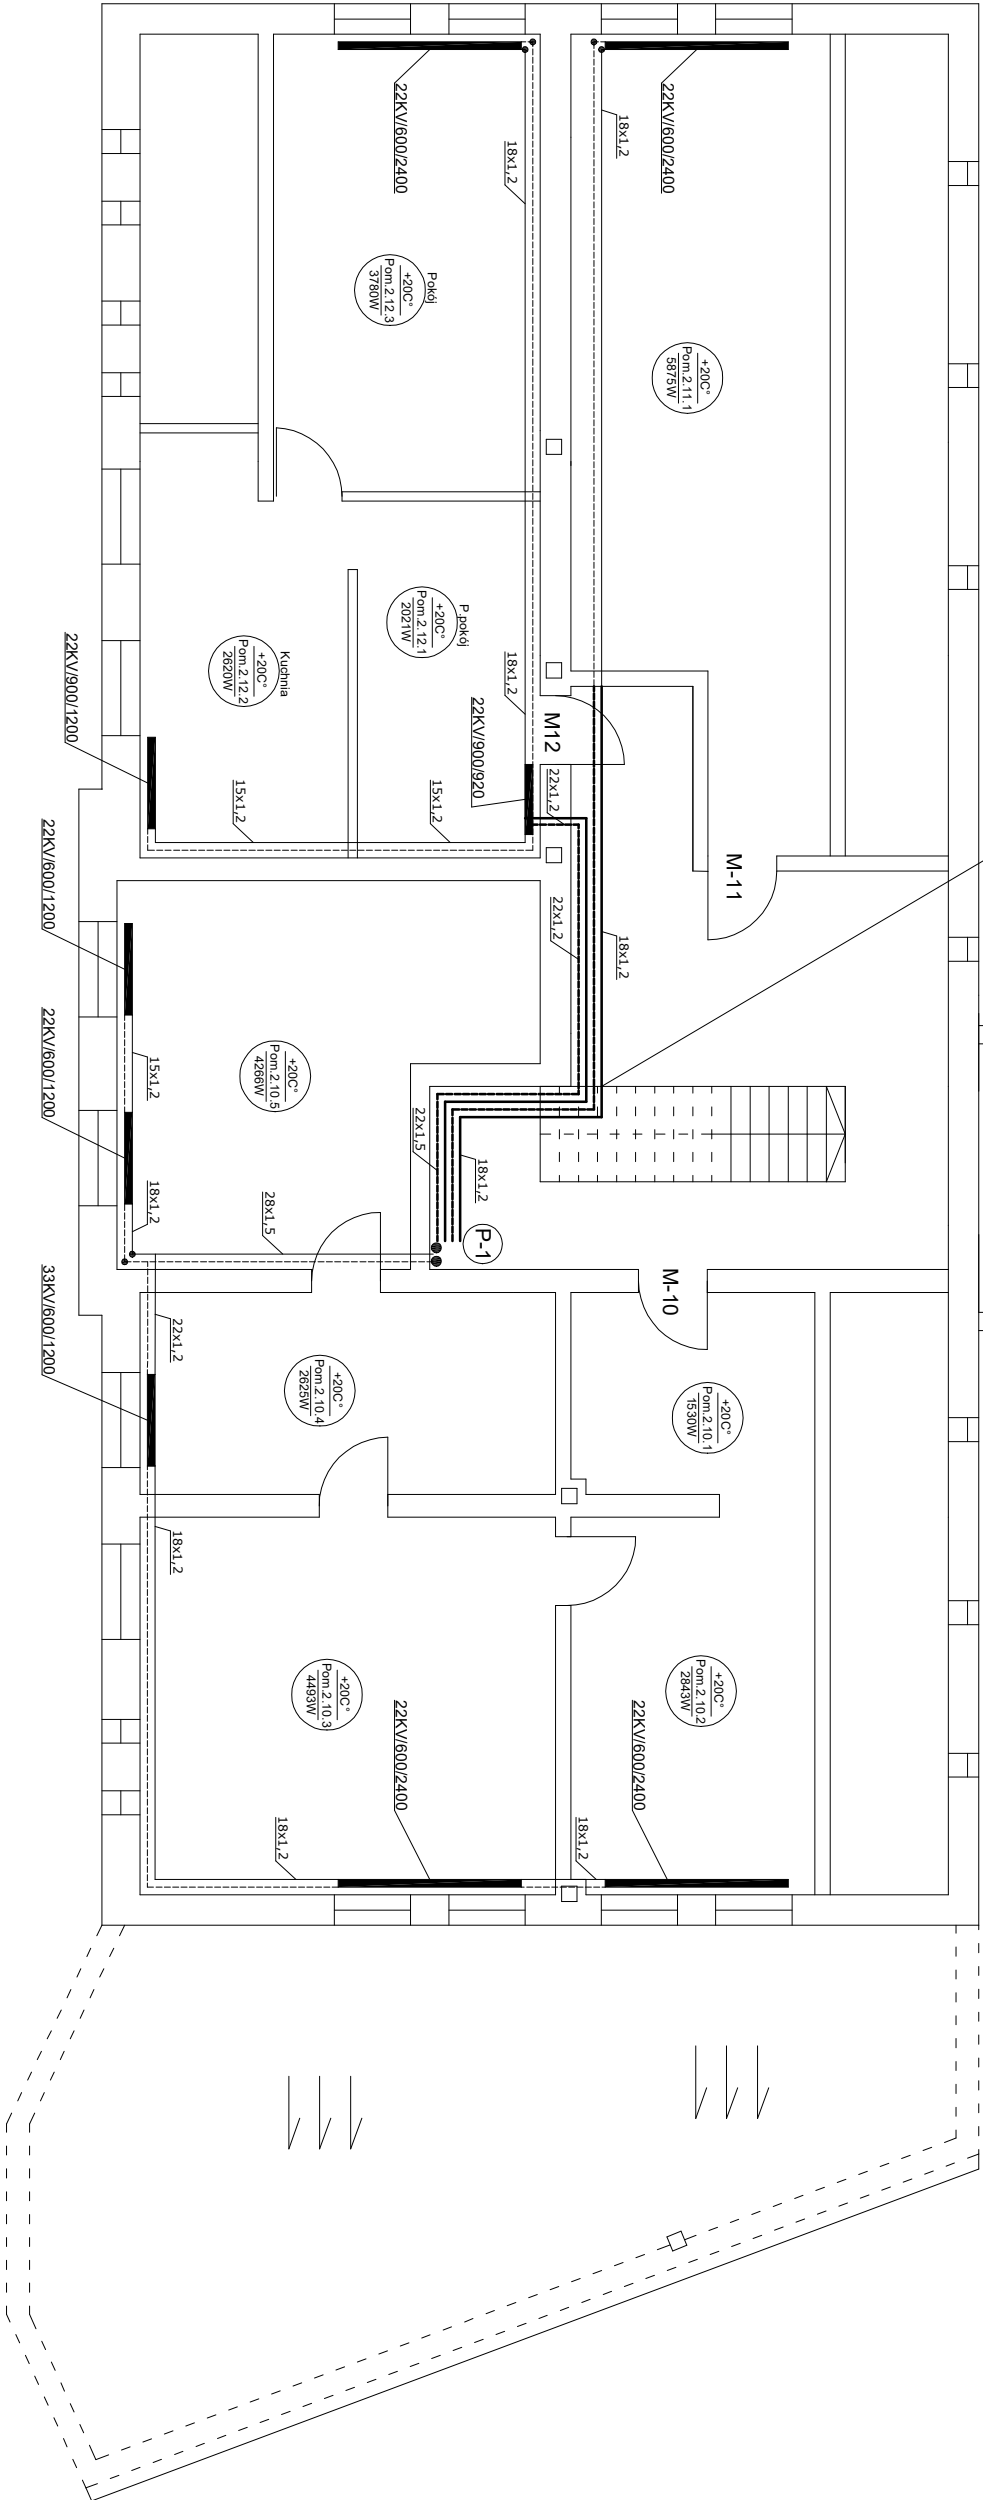 22KV/600/2400
18x1,2
22KV/600/2400
18x1,2
Pokój
+20C°
Pom.2.12.3
3780W
+20C°
Pom.2.11.1
5875W
P.pokój
+20C°
Pom.2.12.1
2021W
Kuchnia
+20C°
Pom.2.12.2
2620W
18x1,2
22KV/900/920
M12
22x1,2
22KV/900/1200
15x1,2
15x1,2
M-11
22KV/600/1200
22x1,2
18x1,2
22KV/600/1200
15x1,2
+20C°
Pom.2.10.5
4266W
22x1,5
18x1,2
18x1,2
28x1,5
P-1
33KV/600/1200
M-10
22x1,2
+20C°
Pom.2.10.4
2625W
+20C°
Pom.2.10.1
1530W
18x1,2
+20C°
Pom.2.10.3
4493W
+20C°
Pom.2.10.2
2843W
22KV/600/2400
22KV/600/2400
18x1,2
18x1,2